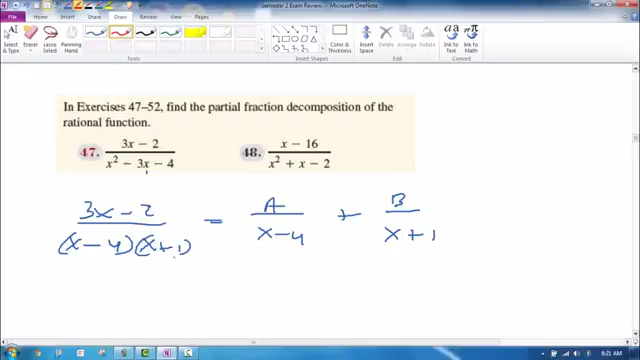 Semester 2 Exam Review - Microsoft OneNote
File Home Insert Share Draw Review View
Select & Type Eraser Lasso Select Panning Hand
Color & Thickness Insert Space Delete Arrange Rotate Ink to Text Ink to Math
Tools Insert Shapes Edit Convert
In Exercises 47–52, find the partial fraction decomposition of the
rational function.
47. (3x − 2)/(x² − 3x − 4) 48. (x − 16)/(x² + x − 2)
(3x − 2)/((x − 4)(x + 1)) = A/(x − 4) + B/(x + 1)
8:21 AM